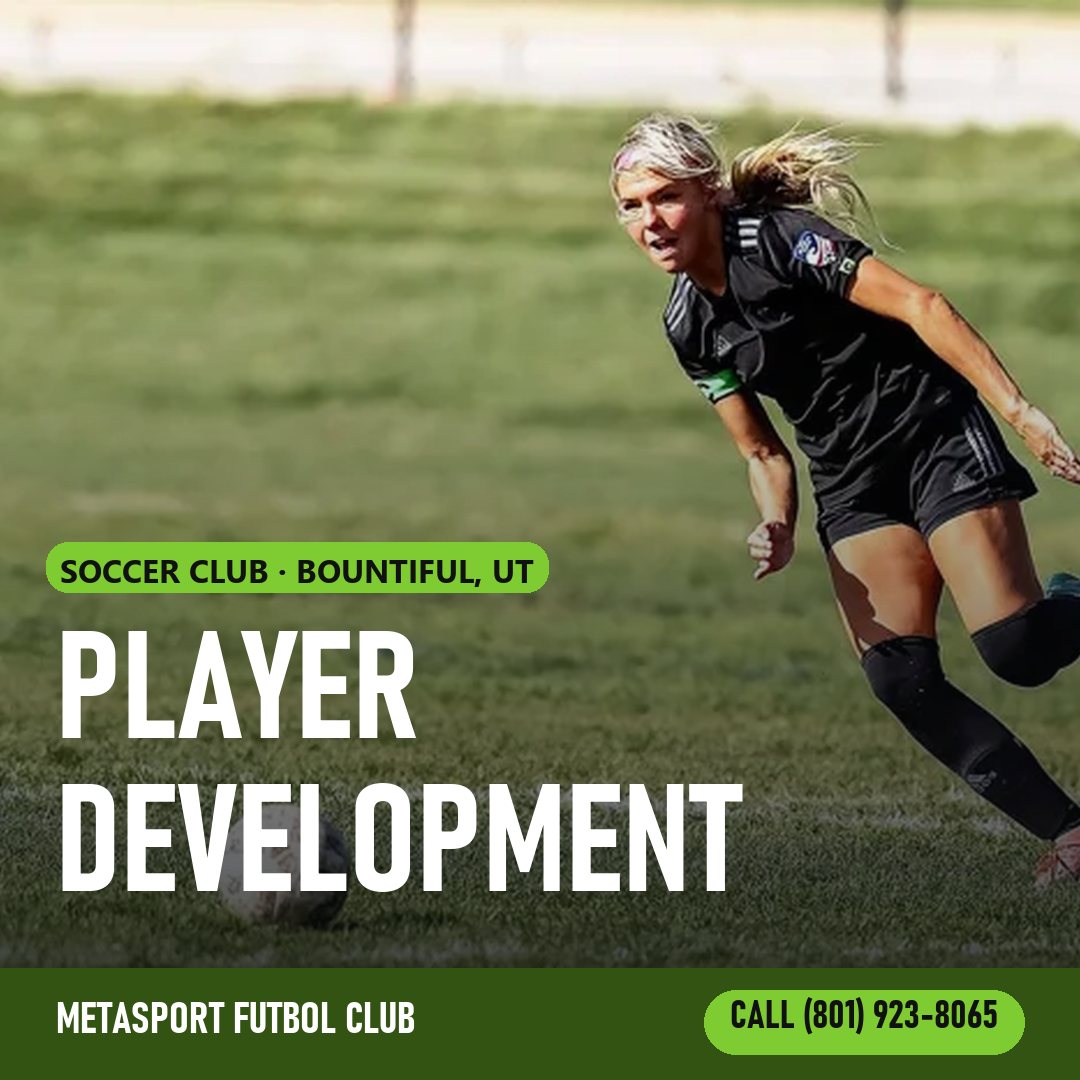 SOCCER CLUB · BOUNTIFUL, UT
PLAYER
DEVELOPMENT
METASPORT FUTBOL CLUB
CALL (801) 923-8065